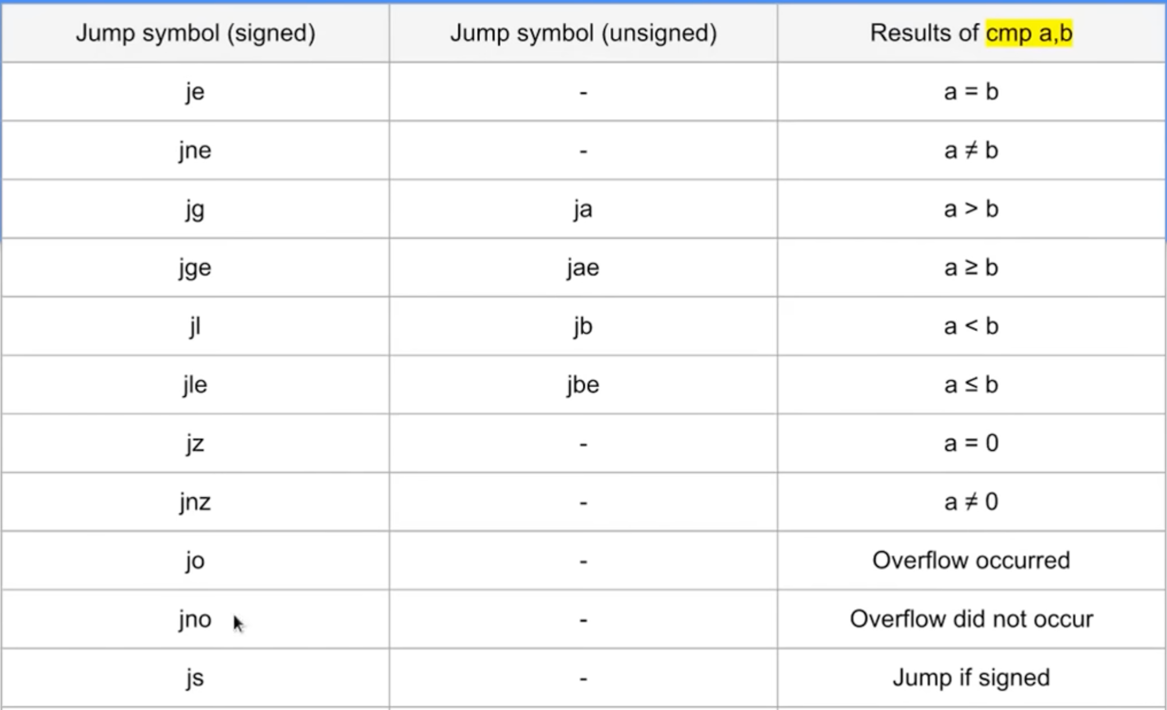 Jump symbol (signed) Jump symbol (unsigned) Results of cmp a,b
je - a = b
jne - a ≠ b
jg ja a > b
jge jae a ≥ b
jl jb a < b
jle jbe a ≤ b
jz - a = 0
jnz - a ≠ 0
jo - Overflow occurred
jno - Overflow did not occur
js - Jump if signed